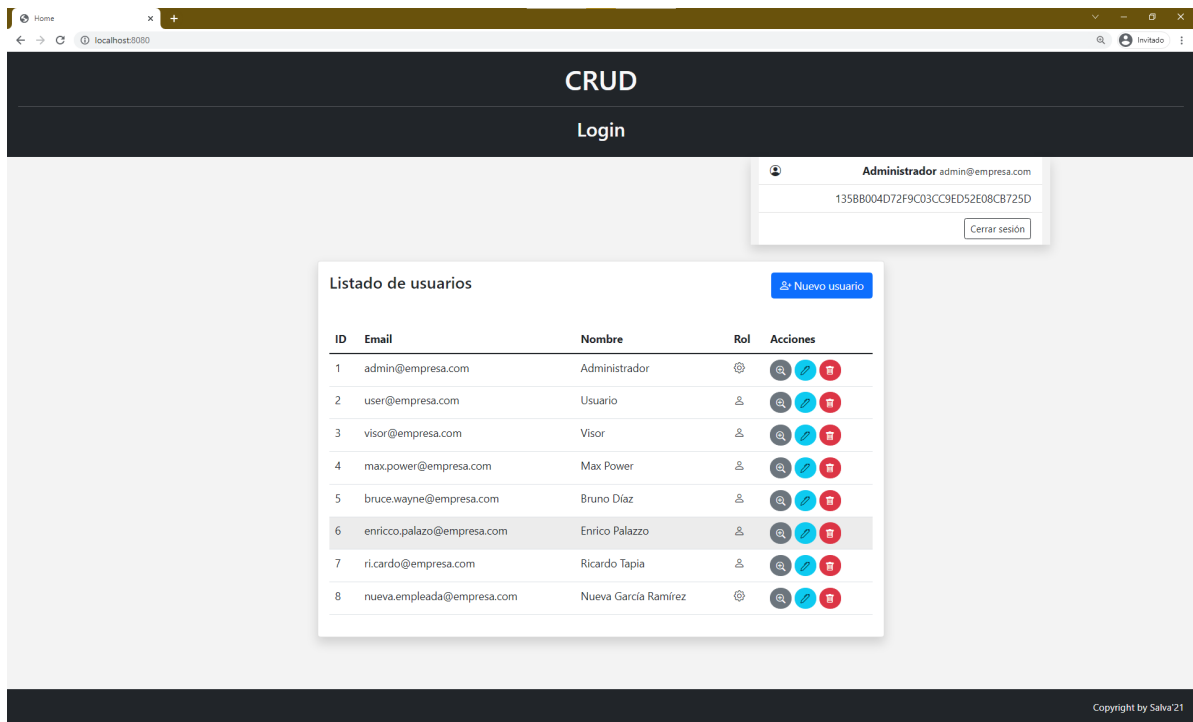 Home
localhost:8080
Invitado
CRUD
Login
Administrador admin@empresa.com
135BB004D72F9C03CC9ED52E08CB725D
Cerrar sesión
Listado de usuarios
Nuevo usuario
ID Email Nombre Rol Acciones
1 admin@empresa.com Administrador
2 user@empresa.com Usuario
3 visor@empresa.com Visor
4 max.power@empresa.com Max Power
5 bruce.wayne@empresa.com Bruno Díaz
6 enricco.palazo@empresa.com Enrico Palazzo
7 ri.cardo@empresa.com Ricardo Tapia
8 nueva.empleada@empresa.com Nueva García Ramírez
Copyright by Salva'21